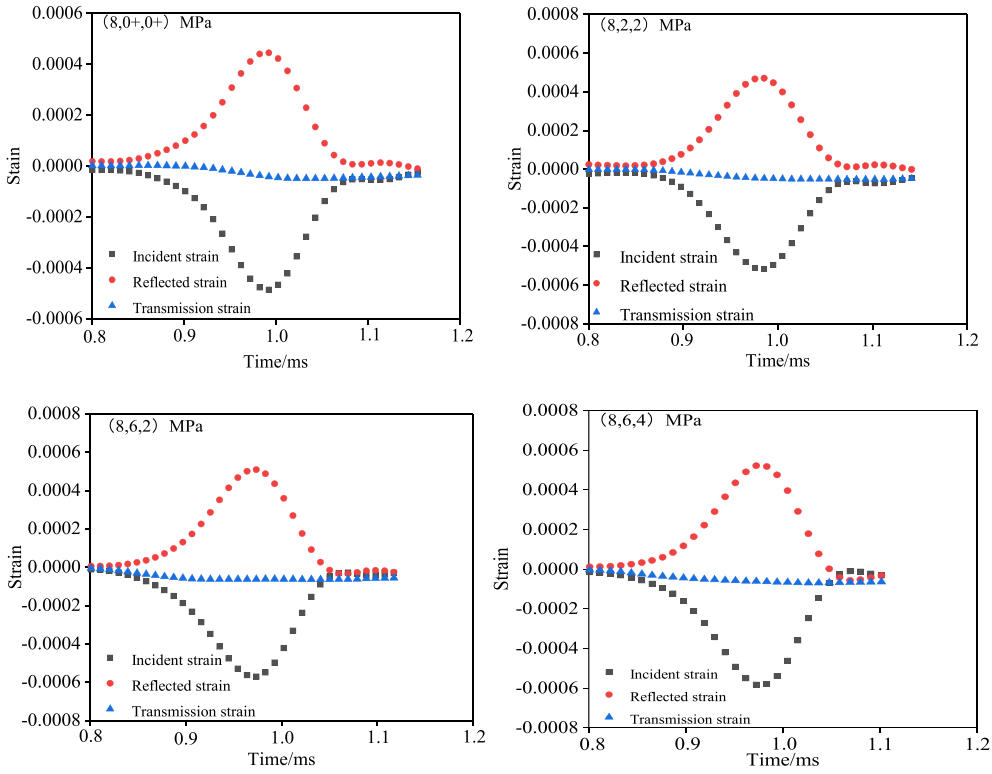 (8,0+,0+) MPa
0.0006
0.0004
0.0002
0.0000
-0.0002
-0.0004
-0.0006
Strain
Incident strain
Reflected strain
Transmission strain
0.8 0.9 1.0 1.1 1.2
Time/ms
(8,2,2) MPa
0.0008
0.0006
0.0004
0.0002
0.0000
-0.0002
-0.0004
-0.0006
-0.0008
Strain
Incident strain
Reflected strain
Transmission strain
0.8 0.9 1.0 1.1 1.2
Time/ms
(8,6,2) MPa
0.0008
0.0006
0.0004
0.0002
0.0000
-0.0002
-0.0004
-0.0006
-0.0008
Strain
Incident strain
Reflected strain
Transmission strain
0.8 0.9 1.0 1.1 1.2
Time/ms
(8,6,4) MPa
0.0008
0.0006
0.0004
0.0002
0.0000
-0.0002
-0.0004
-0.0006
-0.0008
Strain
Incident strain
Reflected strain
Transmission strain
0.8 0.9 1.0 1.1 1.2
Time/ms